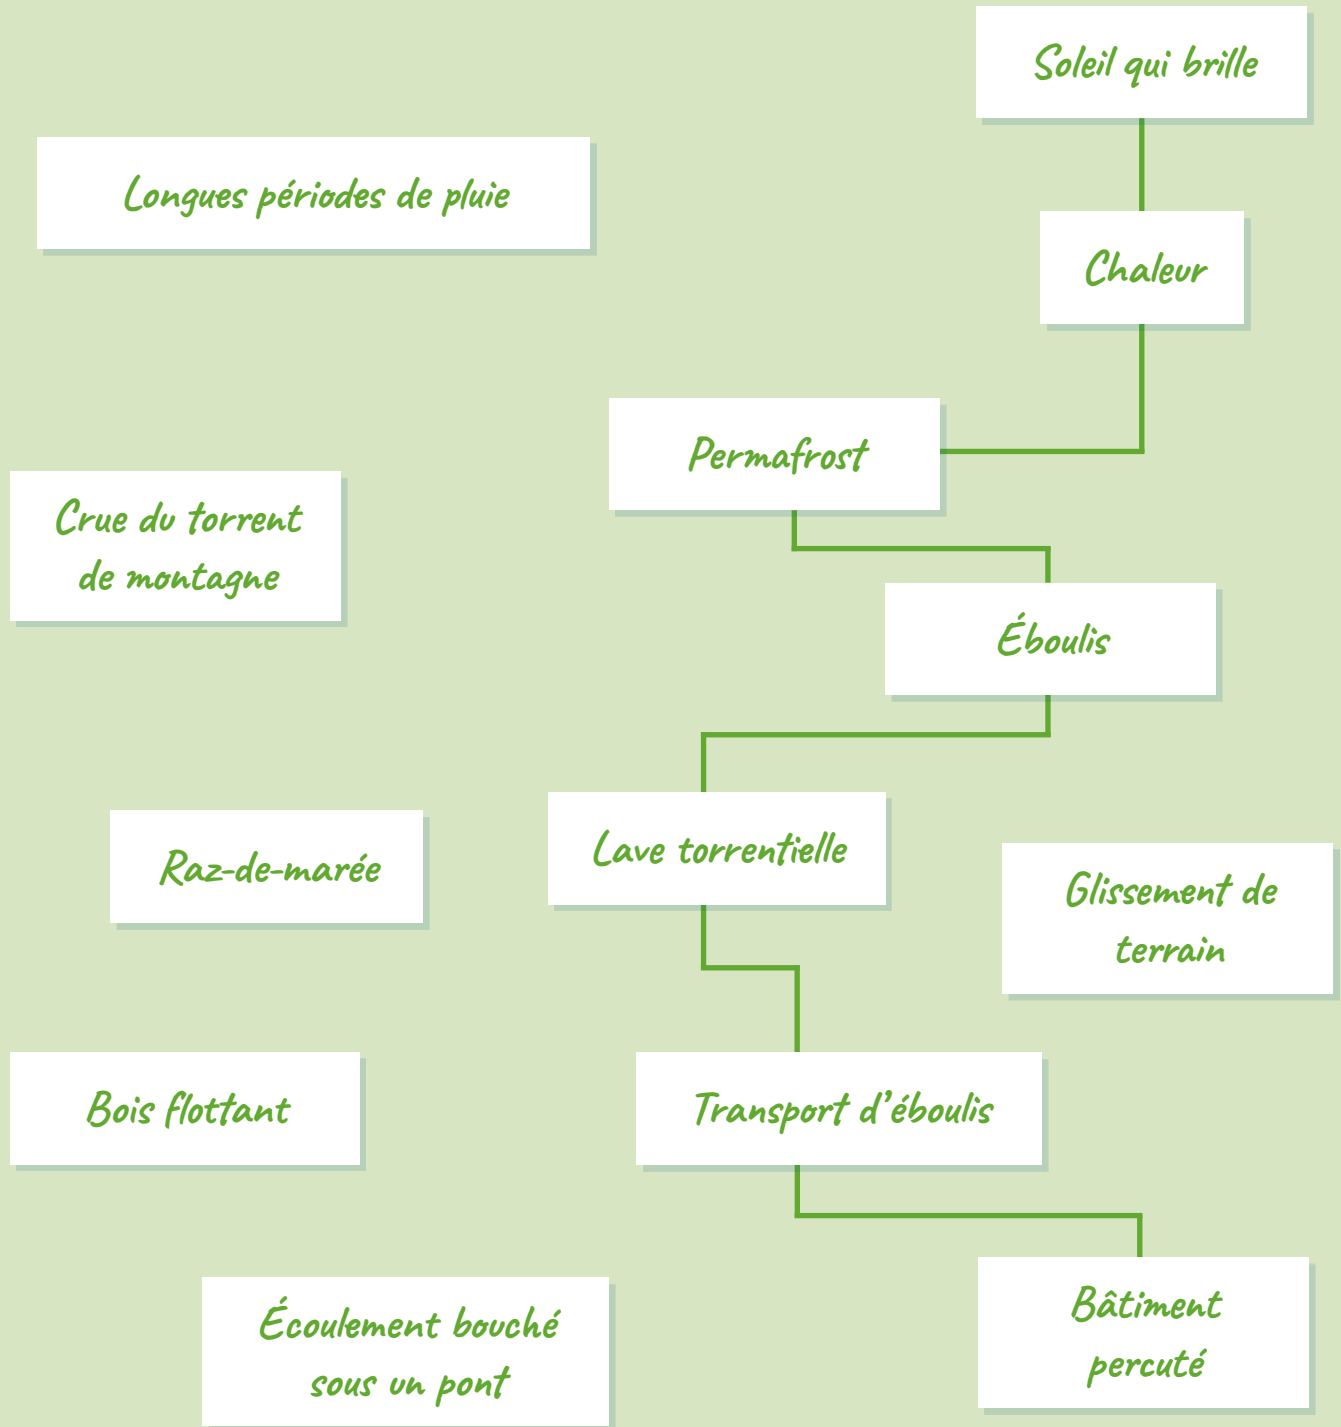 Soleil qui brille
Longues périodes de pluie
Chaleur
Permafrost
Crue du torrent
de montagne
Éboulis
Lave torrentielle
Raz-de-marée
Glissement de
terrain
Bois flottant
Transport d'éboulis
Bâtiment
percuté
Écoulement bouché
sous un pont